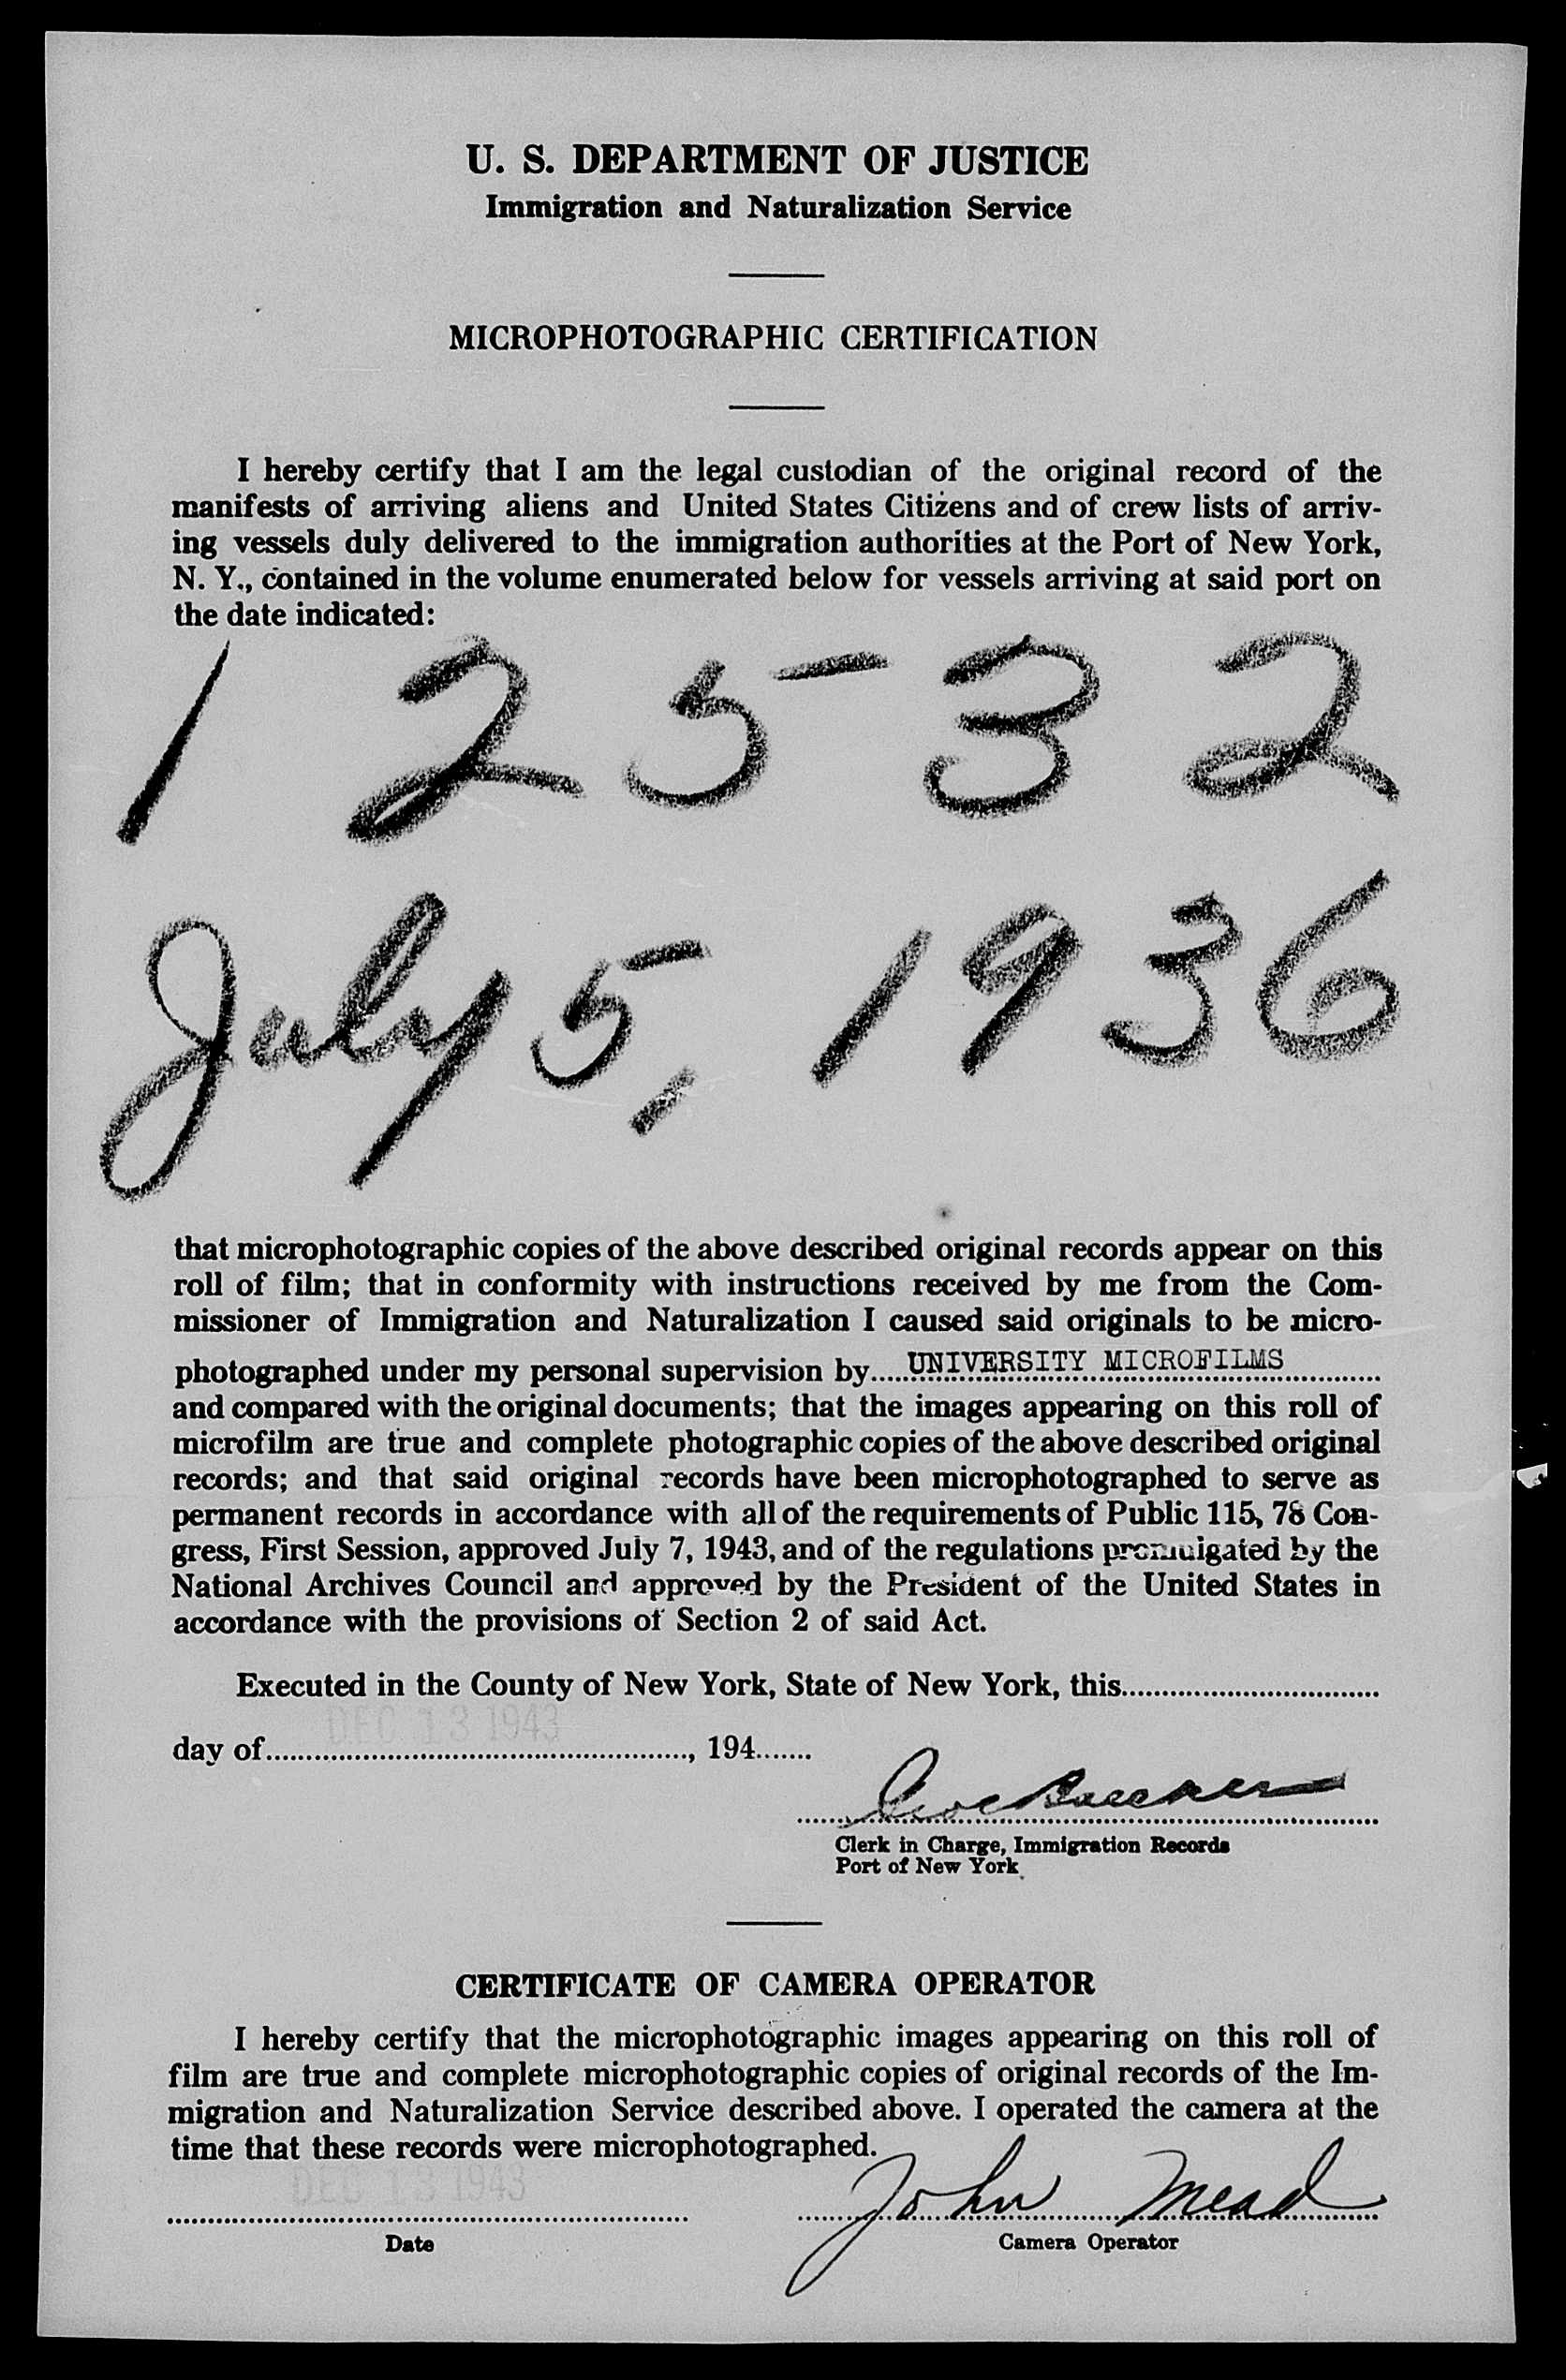 U. S. DEPARTMENT OF JUSTICE
Immigration and Naturalization Service
MICROPHOTOGRAPHIC CERTIFICATION
I hereby certify that I am the legal custodian of the original record of the
manifests of arriving aliens and United States Citizens and of crew lists of arriv-
ing vessels duly delivered to the immigration authorities at the Port of New York,
N. Y., contained in the volume enumerated below for vessels arriving at said port on
the date indicated:
12532
July 5, 1936
that microphotographic copies of the above described original records appear on this
roll of film; that in conformity with instructions received by me from the Com-
missioner of Immigration and Naturalization I caused said originals to be micro-
photographed under my personal supervision by UNIVERSITY MICROFILMS
and compared with the original documents; that the images appearing on this roll of
microfilm are true and complete photographic copies of the above described original
records; and that said original records have been microphotographed to serve as
permanent records in accordance with all of the requirements of Public 115, 78 Con-
gress, First Session, approved July 7, 1943, and of the regulations promulgated by the
National Archives Council and approved by the President of the United States in
accordance with the provisions of Section 2 of said Act.
Executed in the County of New York, State of New York, this
DEC 13 1943
day of, 194
Clerk in Charge, Immigration Records
Port of New York
CERTIFICATE OF CAMERA OPERATOR
I hereby certify that the microphotographic images appearing on this roll of
film are true and complete microphotographic copies of original records of the Im-
migration and Naturalization Service described above. I operated the camera at the
time that these records were microphotographed.
DEC 13 1943 John Mead
Date Camera Operator